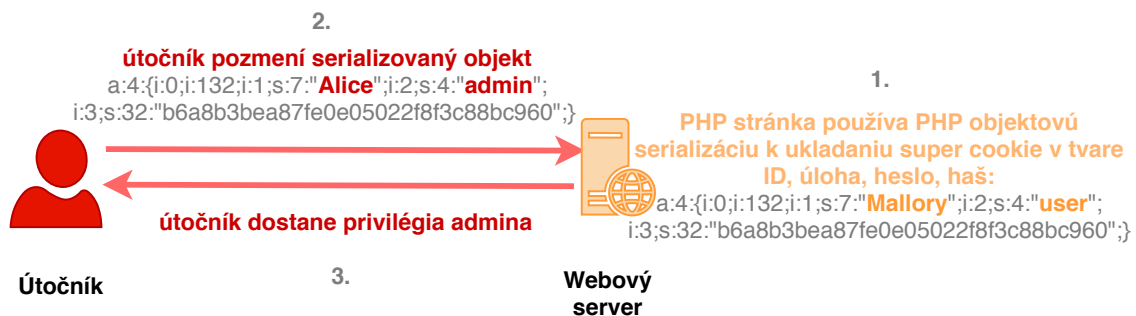 2.
útočník pozmení serializovaný objekt
a:4:{i:0;i:132;i:1;s:7:"Alice";i:2;s:4:"admin";
i:3;s:32:"b6a8b3bea87fe0e05022f8f3c88bc960";}
1.
PHP stránka používa PHP objektovú
serializáciu k ukladaniu super cookie v tvare
ID, úloha, heslo, haš:
a:4:{i:0;i:132;i:1;s:7:"Mallory";i:2;s:4:"user";
i:3;s:32:"b6a8b3bea87fe0e05022f8f3c88bc960";}
útočník dostane privilégia admina
3.
Útočník
Webový
server